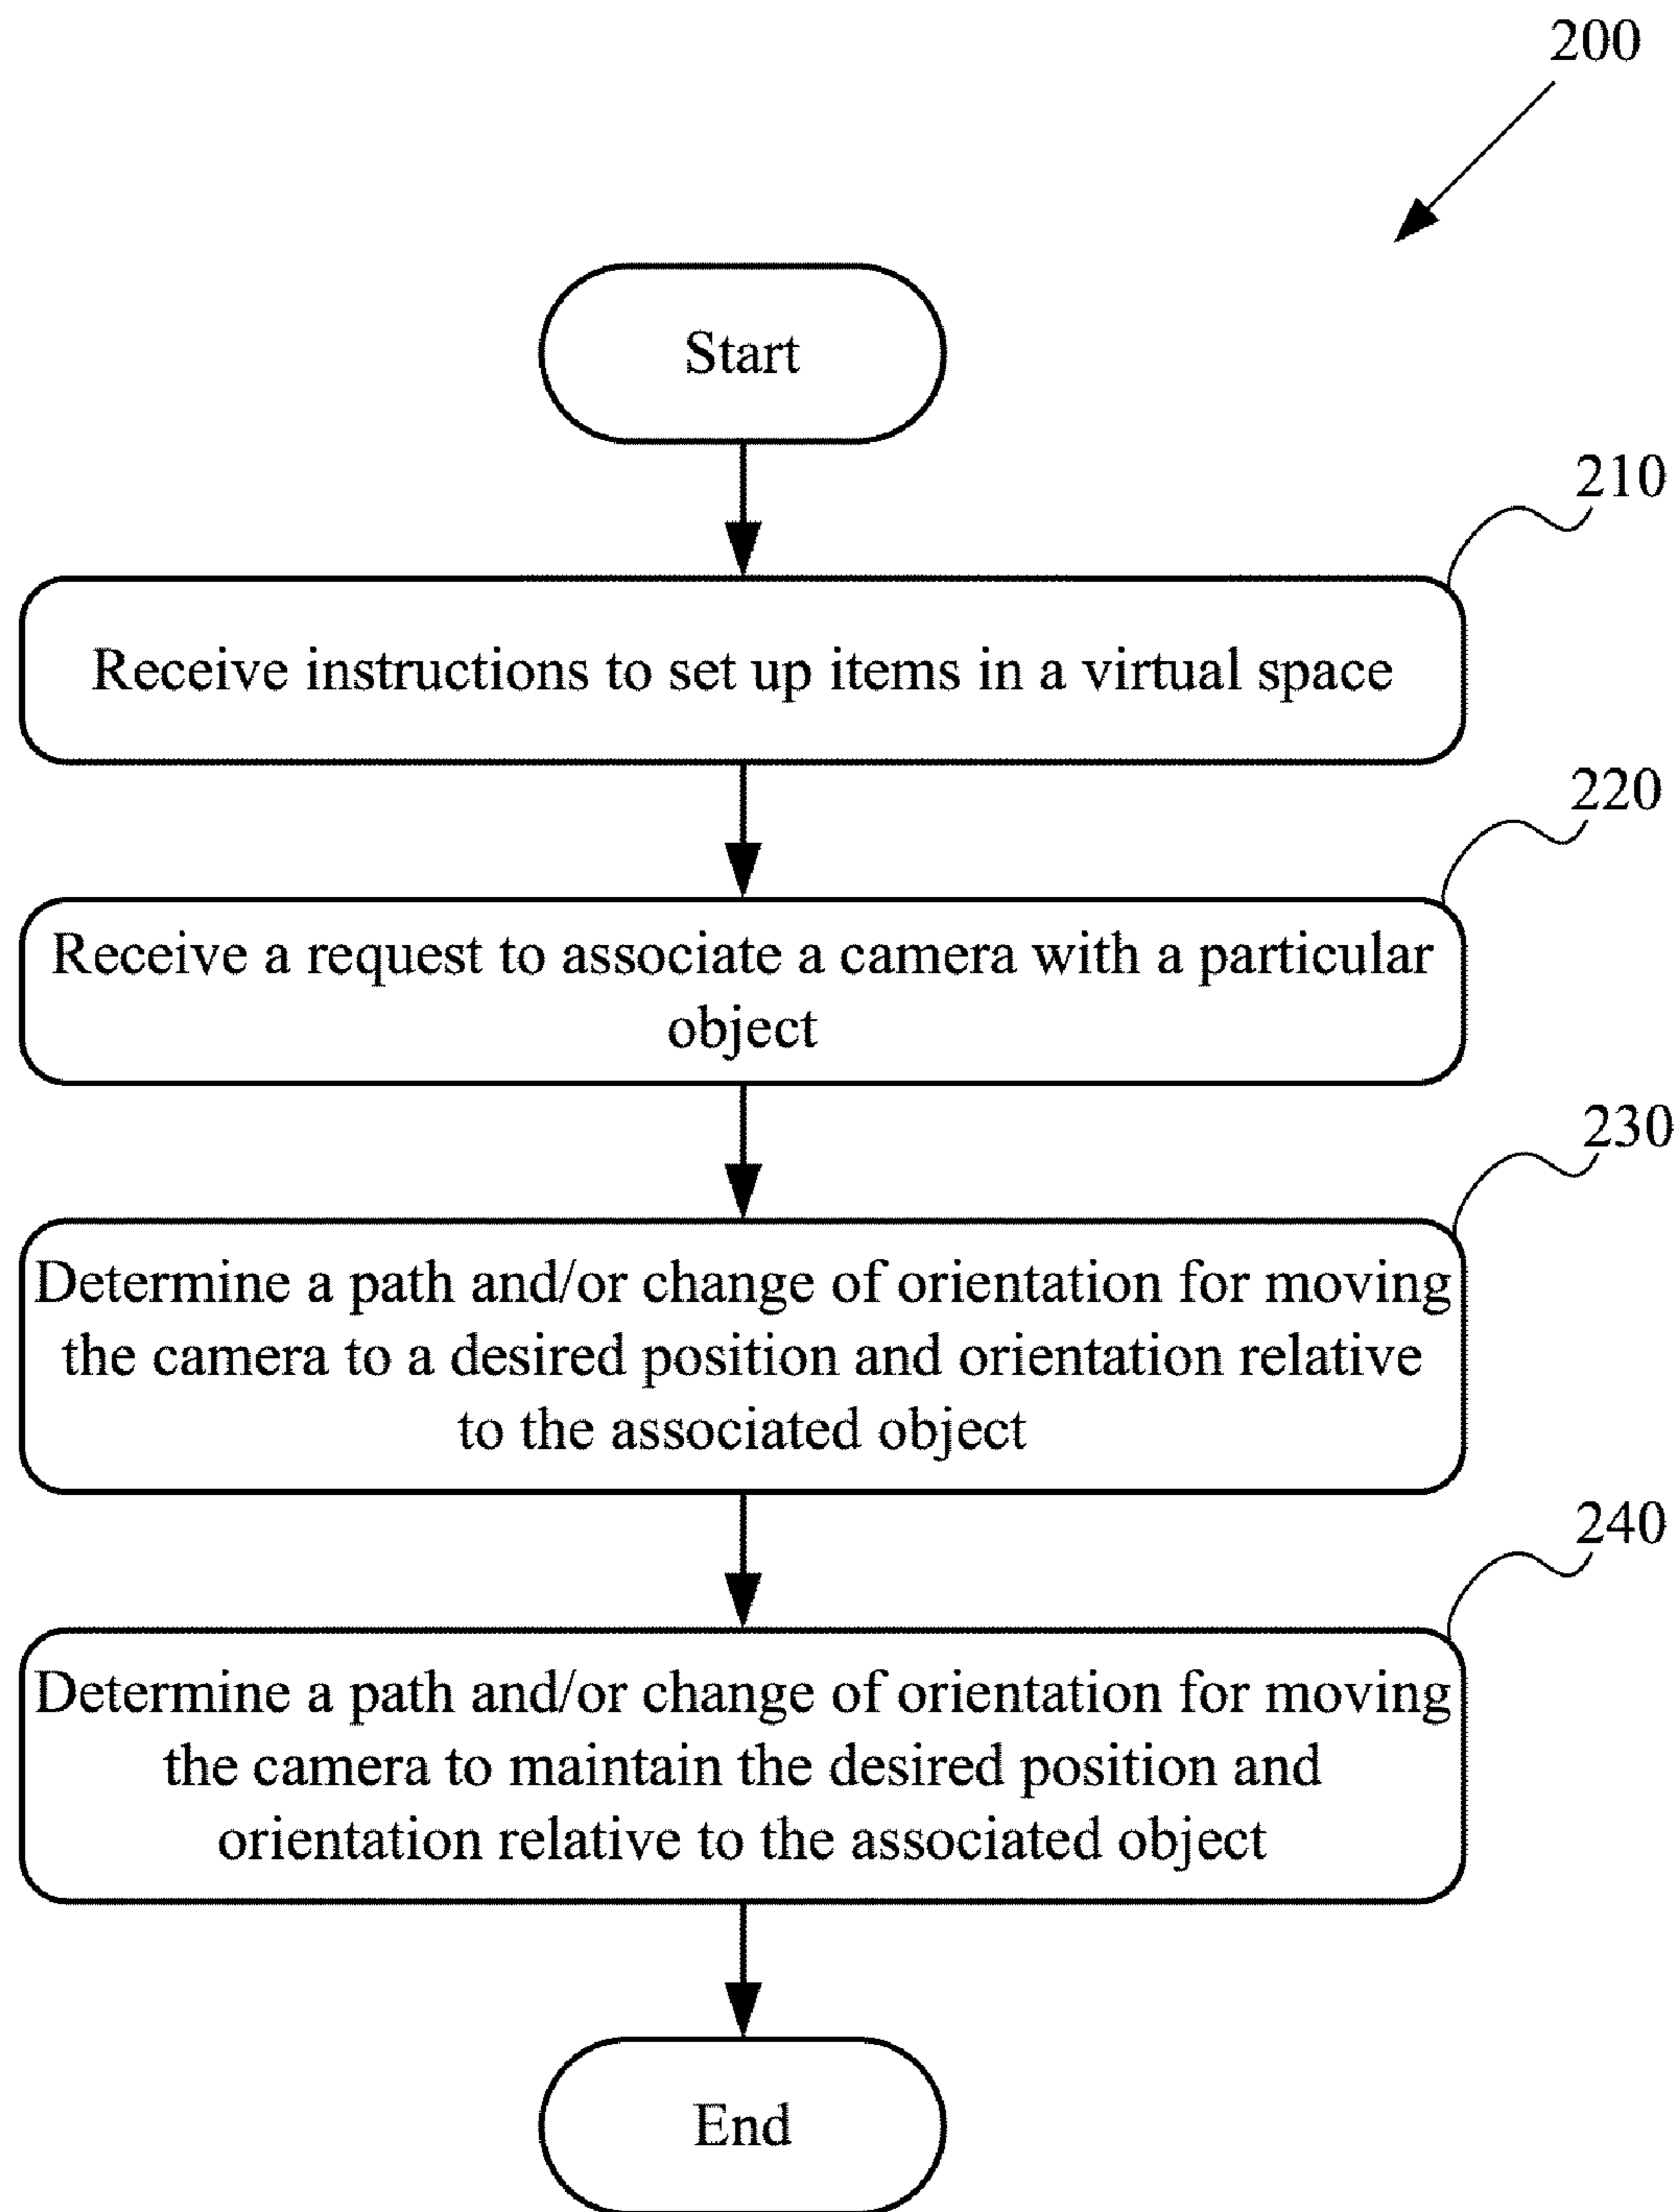 200
Start
210
Receive instructions to set up items in a virtual space
220
Receive a request to associate a camera with a particular
object
230
Determine a path and/or change of orientation for moving
the camera to a desired position and orientation relative
to the associated object
240
Determine a path and/or change of orientation for moving
the camera to maintain the desired position and
orientation relative to the associated object
End